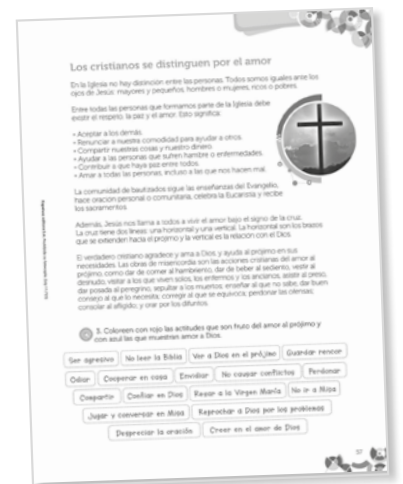 Los cristianos se distinguen por el amor
En la Iglesia no hay distinción entre las personas. Todos somos iguales ante los
ojos de Jesús: mayores y pequeños, hombres o mujeres, ricos o pobres.
Entre todas las personas que formamos parte de la Iglesia debe
existir el respeto, la paz y el amor. Esto significa:
• Aceptar a los demás.
• Renunciar a nuestra comodidad para ayudar a otros.
• Compartir nuestras cosas y nuestro dinero.
• Ayudar a las personas que sufren hambre o enfermedades.
• Contribuir a que haya paz entre todos.
• Amar a todas las personas, incluso a las que nos hacen mal.
La comunidad de bautizados sigue las enseñanzas del Evangelio,
hace oración personal o comunitaria, celebra la Eucaristía y recibe
los sacramentos.
Además, Jesús nos llama a todos a vivir el amor bajo el signo de la cruz.
La cruz tiene dos líneas: una horizontal y una vertical. La horizontal son los brazos
que se extienden hacia el prójimo y la vertical es la relación con el Dios.
El verdadero cristiano agradece y ama a Dios, y ayuda al prójimo en sus
necesidades. Las obras de misericordia son las acciones cristianas del amor al
prójimo, como dar de comer al hambriento, dar de beber al sediento, vestir al
desnudo, visitar a los que viven solos, los enfermos y los ancianos, asistir al preso,
dar posada al peregrino, sepultar a los muertos; enseñar al que no sabe, dar buen
consejo al que lo necesita; corregir al que se equivoca; perdonar las ofensas;
consolar al afligido; y orar por los difuntos.
3. Coloreen con rojo las actitudes que son fruto del amor al prójimo y
con azul las que muestran amor a Dios.
Ser agresivo No leer la Biblia Ver a Dios en el prójimo Guardar rencor
Odiar Cooperar en casa Envidiar No causar conflictos Perdonar
Compartir Confiar en Dios Rezar a la Virgen María No ir a Misa
Jugar y conversar en Misa Reprochar a Dios por los problemas
Despreciar la oración Creer en el amor de Dios
57